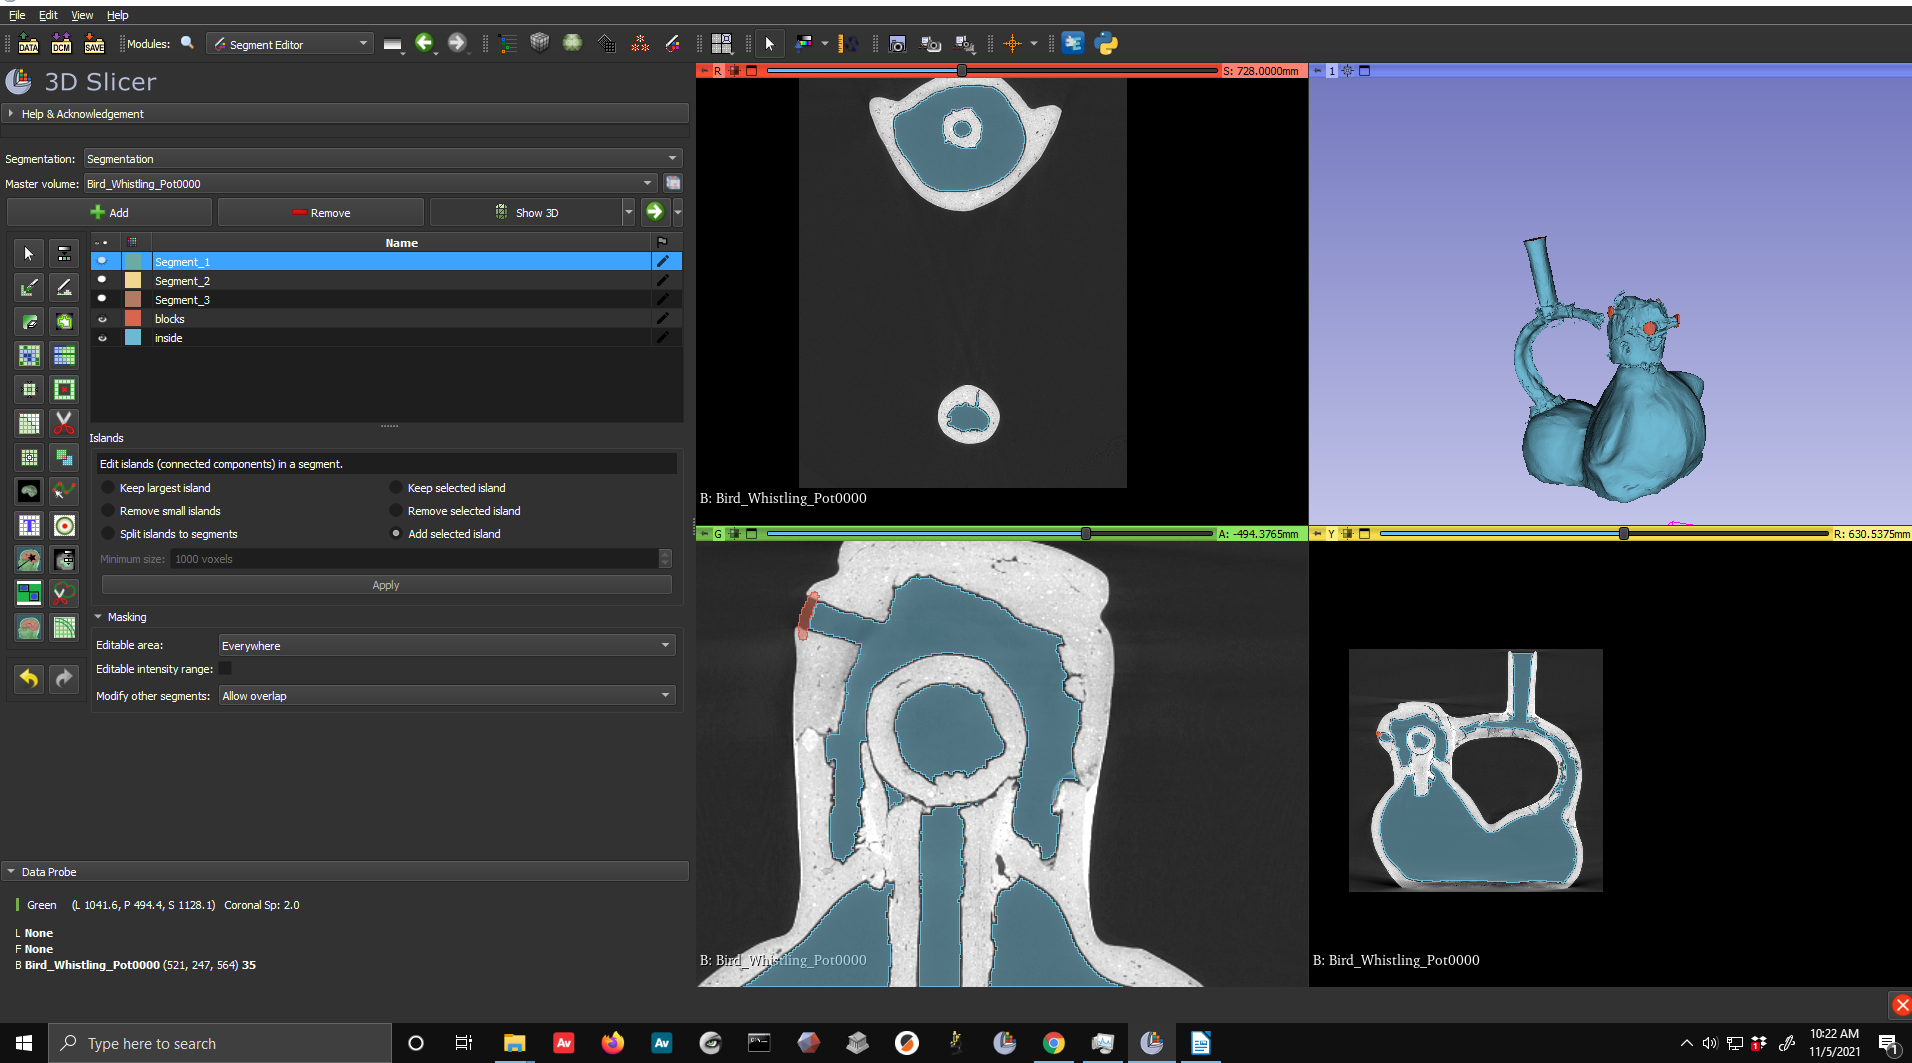 File Edit View Help
DATA DCM SAVE Modules: Segment Editor
3D Slicer
Help & Acknowledgement
Segmentation: Segmentation
Master volume: Bird_Whistling_Pot0000
Add Remove Show 3D
Name
Segment_1
Segment_2
Segment_3
blocks
inside
Islands
Edit islands (connected components) in a segment.
Keep largest island Keep selected island
Remove small islands Remove selected island
Split islands to segments Add selected island
Minimum size: 1000 voxels
Apply
Masking
Editable area: Everywhere
Editable intensity range:
Modify other segments: Allow overlap
Data Probe
Green (L 1041.6, P 494.4, S 1128.1) Coronal Sp: 2.0
L None
F None
B Bird_Whistling_Pot0000 (521, 247, 564) 35
R S: 728.0000mm
B: Bird_Whistling_Pot0000
1
G A: -494.3765mm
B: Bird_Whistling_Pot0000
Y R: 630.5375mm
B: Bird_Whistling_Pot0000
Type here to search
Av
Av
1
10:22 AM
11/5/2021
1